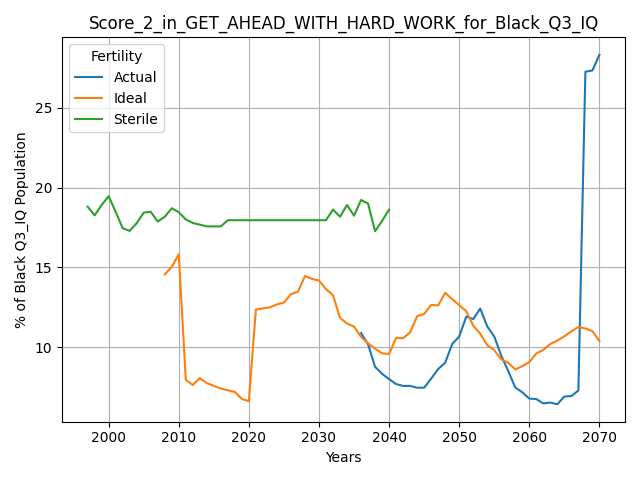 Score_2_in_GET_AHEAD_WITH_HARD_WORK_for_Black_Q3_IQ
Fertility
Actual
Ideal
Sterile
% of Black Q3_IQ Population
25
20
15
10
2000 2010 2020 2030 2040 2050 2060 2070
Years